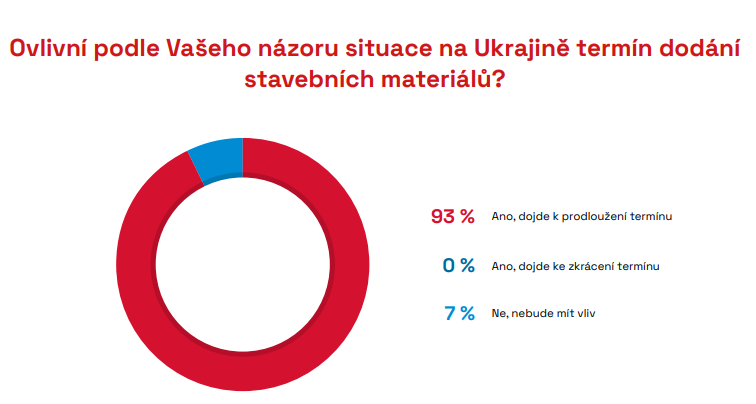 Ovlivní podle Vašeho názoru situace na Ukrajině termín dodání
stavebních materiálů?
93 % Ano, dojde k prodloužení termínu
0 % Ano, dojde ke zkrácení termínu
7 % Ne, nebude mít vliv